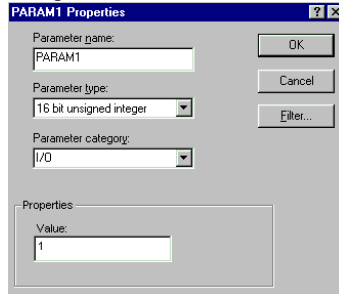 PARAM1 Properties
Parameter name:
PARAM1
OK
Parameter type:
Cancel
16 bit unsigned integer
Filter...
Parameter category:
I/O
Properties
Value:
1